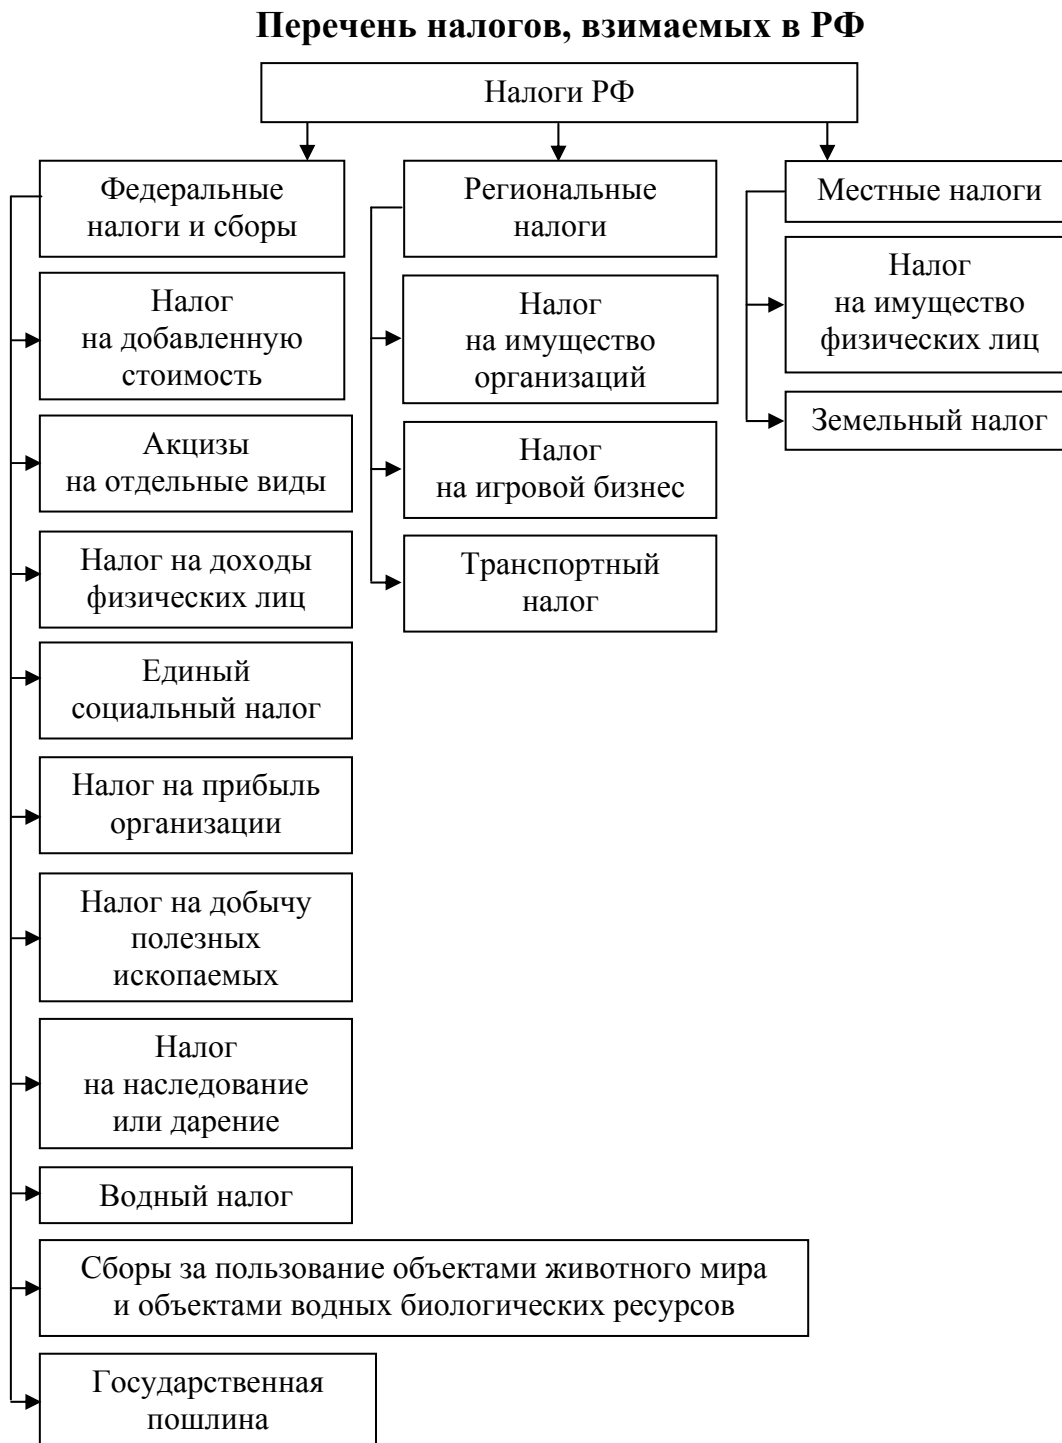 Перечень налогов, взимаемых в РФ
Налоги РФ
Федеральные
налоги и сборы
Налог
на добавленную
стоимость
Акцизы
на отдельные виды
Налог на доходы
физических лиц
Единый
социальный налог
Налог на прибыль
организации
Налог на добычу
полезных
ископаемых
Налог
на наследование
или дарение
Водный налог
Сборы за пользование объектами животного мира
и объектами водных биологических ресурсов
Государственная
пошлина
Региональные
налоги
Налог
на имущество
организаций
Налог
на игровой бизнес
Транспортный
налог
Местные налоги
Налог
на имущество
физических лиц
Земельный налог